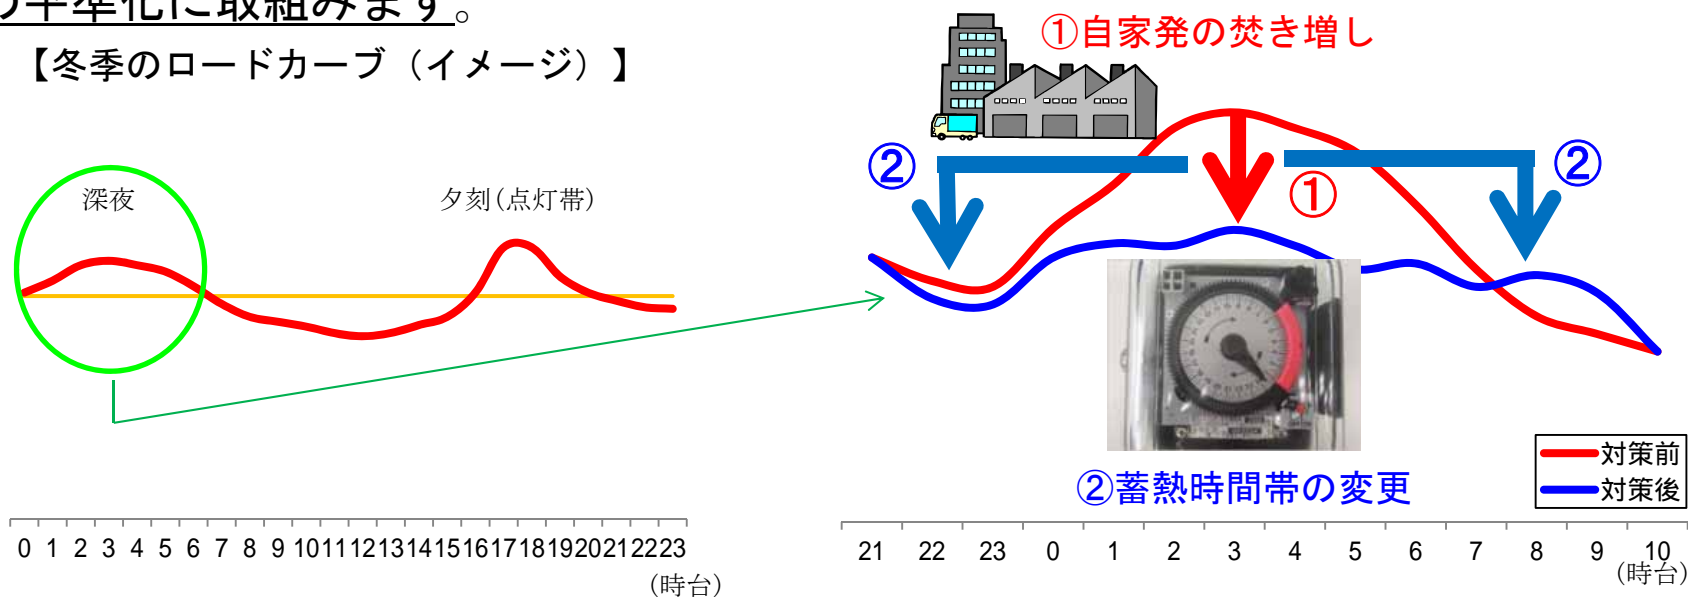 の平準化に取組みます。
【冬季のロードカーブ（イメージ）】
深夜
夕刻(点灯帯)
0 1 2 3 4 5 6 7 8 9 10 11 12 13 14 15 16 17 18 19 20 21 22 23
(時台)
①自家発の焚き増し
②
②
①
②蓄熱時間帯の変更
対策前
対策後
21 22 23 0 1 2 3 4 5 6 7 8 9 10
(時台)